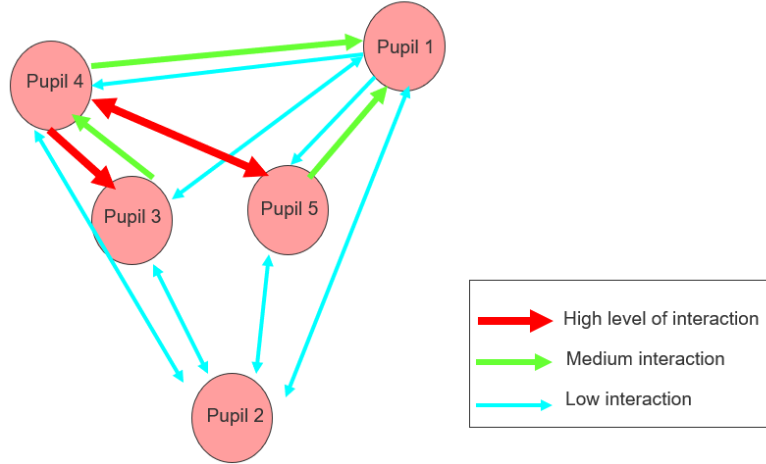 Pupil 1
Pupil 4
Pupil 3
Pupil 5
Pupil 2
High level of interaction
Medium interaction
Low interaction